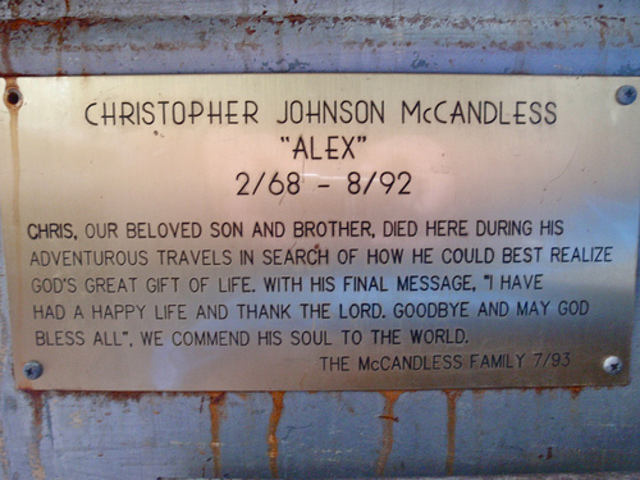 CHRISTOPHER JOHNSON McCANDLESS
"ALEX"
2/68 - 8/92
CHRIS, OUR BELOVED SON AND BROTHER, DIED HERE DURING HIS
ADVENTUROUS TRAVELS IN SEARCH OF HOW HE COULD BEST REALIZE
GOD'S GREAT GIFT OF LIFE. WITH HIS FINAL MESSAGE, "I HAVE
HAD A HAPPY LIFE AND THANK THE LORD. GOODBYE AND MAY GOD
BLESS ALL", WE COMMEND HIS SOUL TO THE WORLD.
THE McCANDLESS FAMILY 7/93